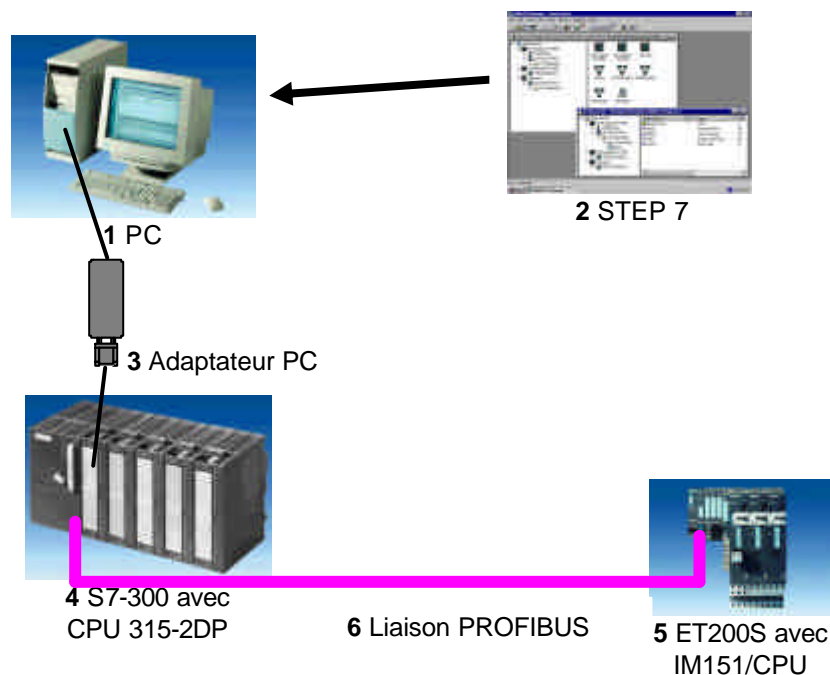 2 STEP 7
1 PC
3 Adaptateur PC
4 S7-300 avec
CPU 315-2DP
6 Liaison PROFIBUS
5 ET200S avec
IM151/CPU